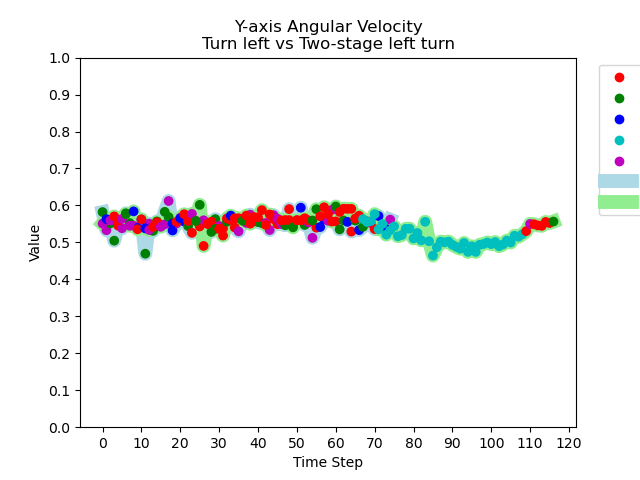 Y-axis Angular Velocity
Turn left vs Two-stage left turn
1.0
0.9
0.8
0.7
0.6
0.5
0.4
0.3
0.2
0.1
0.0
Value
0 10 20 30 40 50 60 70 80 90 100 110 120
Time Step